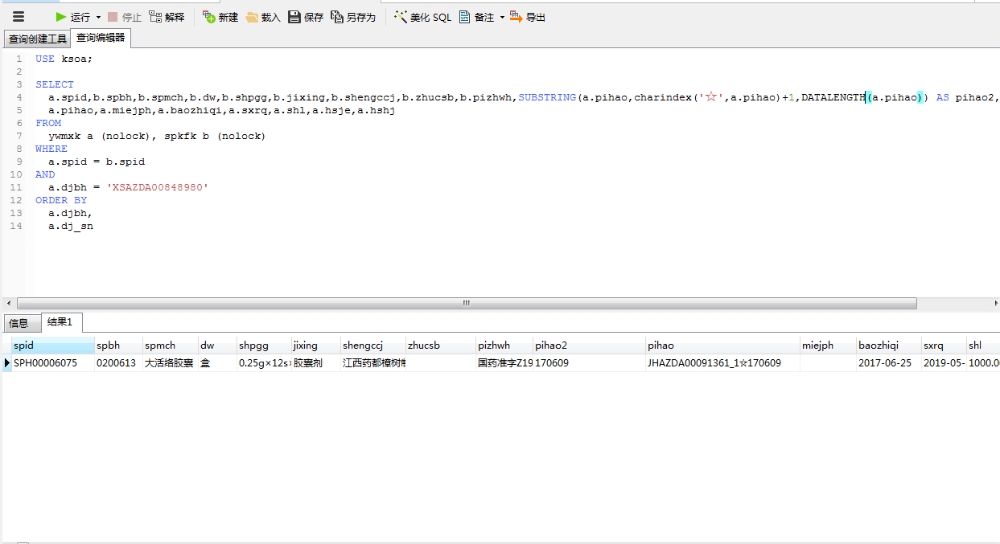 运行 停止 解释 新建 载入 保存 另存为 美化 SQL 备注 导出
查询创建工具 查询编辑器
1 USE ksoa;
2
3 SELECT
4 a.spid,b.spbh,b.spmch,b.dw,b.shpgg,b.jixing,b.shengccj,b.zhucsb,b.pizhwh,SUBSTRING(a.pihao,charindex('☆',a.pihao)+1,DATALENGTH(a.pihao)) AS pihao2,
5 a.pihao,a.miejph,a.baozhiqi,a.sxrq,a.shl,a.hsje,a.hshj
6 FROM
7 ywmxk a (nolock), spkfk b (nolock)
8 WHERE
9 a.spid = b.spid
10 AND
11 a.djbh = 'XSAZDA00848980'
12 ORDER BY
13 a.djbh,
14 a.dj_sn
信息 结果1
spid spbh spmch dw shpgg jixing shengccj zhucsb pizhwh pihao2 pihao miejph baozhiqi sxrq shl
SPH00006075 0200613 大活络胶囊 盒 0.25g×12s 胶囊剂 江西药都樟树 国药准字Z19 170609 JHAZDA00091361_1☆170609 2017-06-25 2019-05- 1000.0